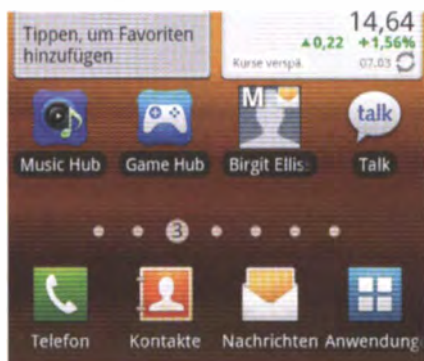 Tippen, um Favoriten
hinzufügen
14,64
▲0,22 +1,56%
Kurse verspä.
07.03
M
talk
Music Hub
Game Hub
Birgit Ellis
Talk
3
Telefon
Kontakte
Nachrichten
Anwendung